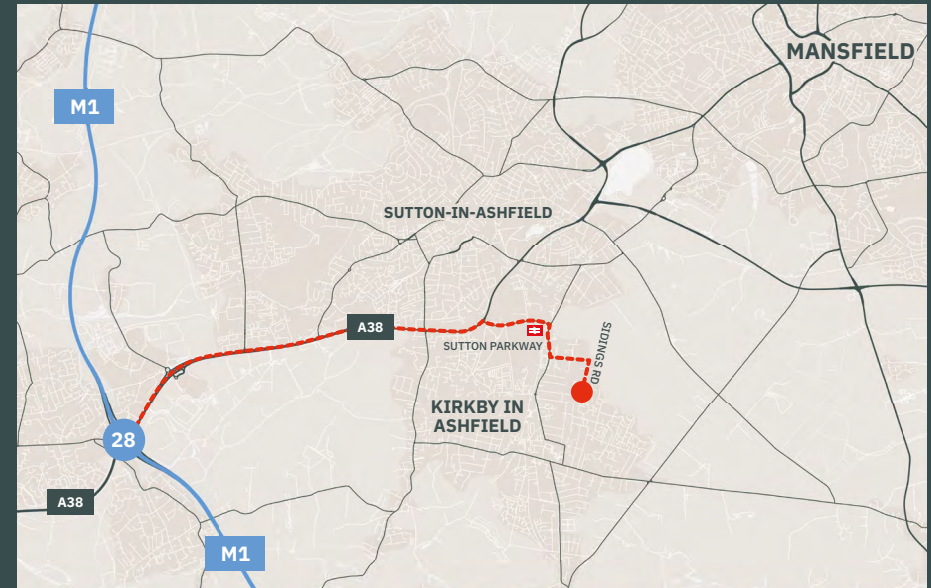 MANSFIELD
M1
SUTTON-IN-ASHFIELD
A38
SUTTON PARKWAY
SIDINGS RD
KIRKBY IN
ASHFIELD
28
A38
M1